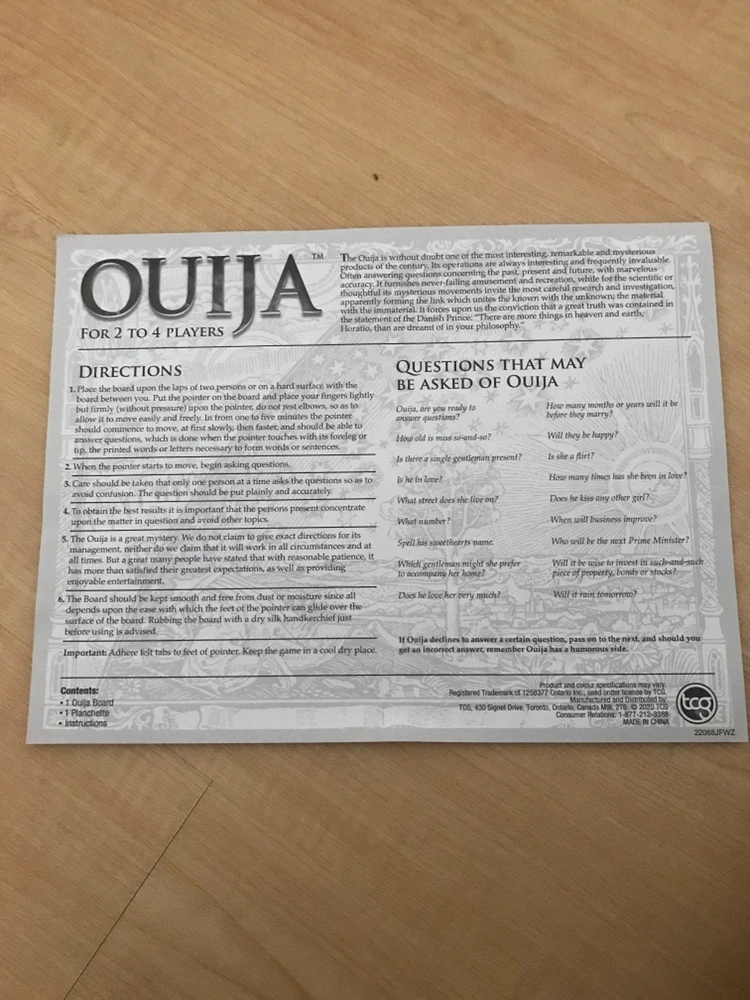 OUIJA™
FOR 2 TO 4 PLAYERS
The Ouija is without doubt one of the most interesting, remarkable and mysterious
products of the century. Its operations are always interesting and frequently invaluable.
Often answering questions concerning the past, present and future, with marvelous
accuracy. It furnishes never-failing amusement and recreation, while for the scientific or
thoughtful its mysterious movements invite the most careful research and investigation,
apparently forming the link which unites the known with the unknown; the material
with the immaterial. It forces upon us the conviction that a great truth was contained in
the statement of the Danish Prince: "There are more things in heaven and earth,
Horatio, than are dreamt of in your philosophy."
DIRECTIONS
1. Place the board upon the laps of two persons or on a hard surface with the
board between you. Put the pointer on the board and place your fingers lightly
but firmly (without pressure) upon the pointer, do not rest elbows, so as to
allow it to move easily and freely. In from one to five minutes the pointer
should commence to move, at first slowly, then faster, and should be able to
answer questions, which is done when the pointer touches with its foreleg or
tip, the printed words or letters necessary to form words or sentences.
2. When the pointer starts to move, begin asking questions.
3. Care should be taken that only one person at a time asks the questions so as to
avoid confusion. The question should be put plainly and accurately.
4. To obtain the best results it is important that the persons present concentrate
upon the matter in question and avoid other topics.
5. The Ouija is a great mystery. We do not claim to give exact directions for its
management, neither do we claim that it will work in all circumstances and at
all times. But a great many people have stated that with reasonable patience, it
has more than satisfied their greatest expectations, as well as providing
enjoyable entertainment.
6. The Board should be kept smooth and free from dust or moisture since all
depends upon the ease with which the feet of the pointer can glide over the
surface of the board. Rubbing the board with a dry silk handkerchief just
before using is advised.
Important: Adhere felt tabs to feet of pointer. Keep the game in a cool dry place.
QUESTIONS THAT MAY
BE ASKED OF OUIJA
Ouija, are you ready to
answer questions?
How old is miss so-and-so?
Is there a single gentleman present?
Is he in love?
What street does she live on?
What number?
Spell his sweethearts name.
Which gentleman might she prefer
to accompany her home?
Does he love her very much?
How many months or years will it be
before they marry?
Will they be happy?
Is she a flirt?
How many times has she been in love?
Does he kiss any other girl?
When will business improve?
Who will be the next Prime Minister?
Will it be wise to invest in such-and-such
piece of property, bonds or stocks?
Will it rain tomorrow?
If Ouija declines to answer a certain question, pass on to the next, and should you
get an incorrect answer, remember Ouija has a humorous side.
Contents:
• 1 Ouija Board
• 1 Planchette
• Instructions
Product and colour specifications may vary.
Registered Trademark of 1258377 Ontario Inc., used under license by TCG.
Manufactured and Distributed by:
TCG, 430 Signet Drive, Toronto, Ontario, Canada M9L 2T6. © 2020 TCG
Consumer Relations: 1-877-212-3388
MADE IN CHINA
tcg
22068JFWZ